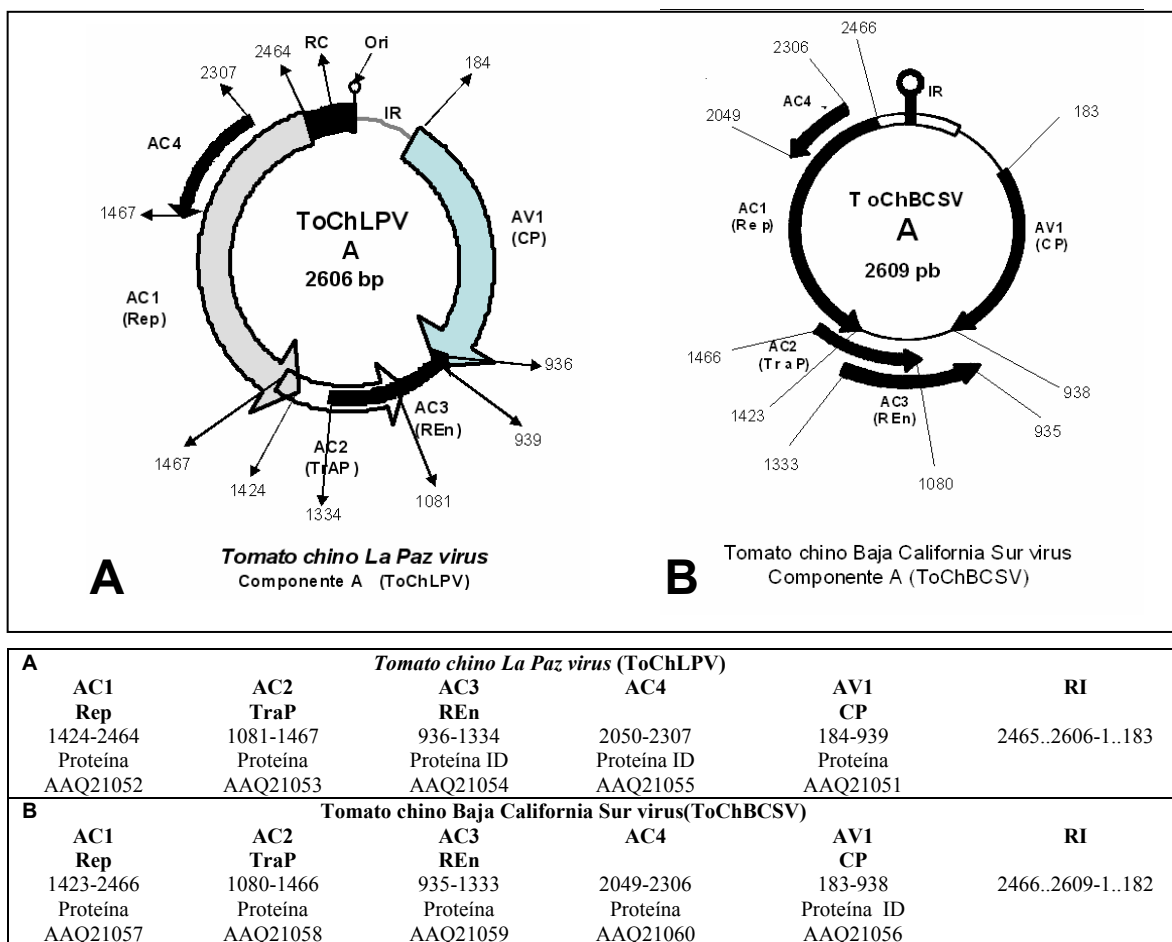 RC
Ori
2464
2307
184
IR
AC4
1467
ToChLPV
A
2606 bp
AV1
(CP)
AC1
(Rep)
936
AC3
(REn)
939
AC2
(TrAP)
1467
1424
1334
1081
A
Tomato chino La Paz virus
Componente A (ToChLPV)
2466
2306
IR
AC4
2049
183
ToChBCSV
A
2609 pb
AC1
(Rep)
AV1
(CP)
1466
AC2
(TraP)
938
1423
AC3
(REn)
935
1333
1080
B
Tomato chino Baja California Sur virus
Componente A (ToChBCSV)
A Tomato chino La Paz virus (ToChLPV)
AC1 AC2 AC3 AC4 AV1 RI
Rep TraP REn CP
1424-2464 1081-1467 936-1334 2050-2307 184-939 2465..2606-1..183
Proteína Proteína Proteína ID Proteína ID Proteína
AAQ21052 AAQ21053 AAQ21054 AAQ21055 AAQ21051
B Tomato chino Baja California Sur virus(ToChBCSV)
AC1 AC2 AC3 AC4 AV1 RI
Rep TraP REn CP
1423-2466 1080-1466 935-1333 2049-2306 183-938 2466..2609-1..182
Proteína Proteína Proteína Proteína Proteína ID
AAQ21057 AAQ21058 AAQ21059 AAQ21060 AAQ21056